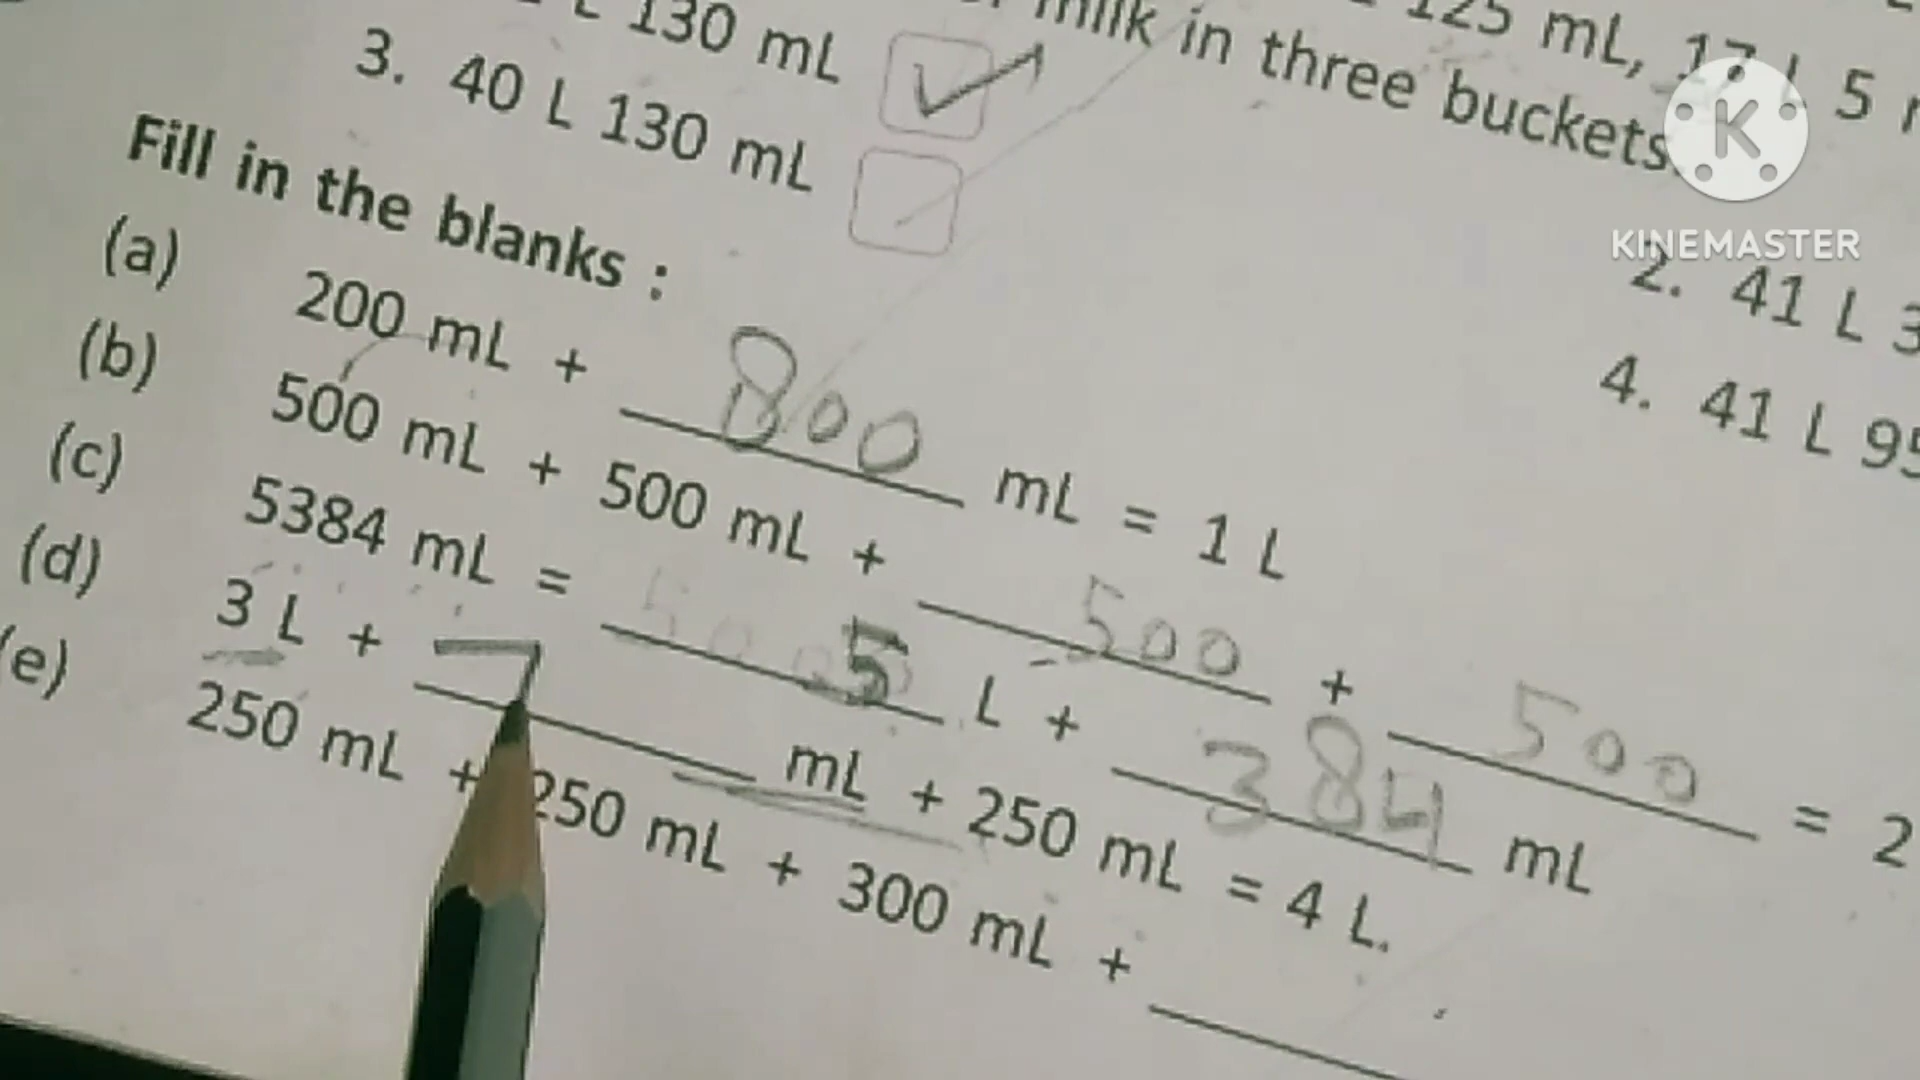 L 130 mL
milk in three buckets.
125 mL, 17 L 5
3. 40 L 130 mL
2. 41 L 3
4. 41 L 95
Fill in the blanks :
(a) 200 mL + 800 mL = 1 L
(b) 500 mL + 500 mL + 500 + 500 = 2
(c) 5384 mL = 5 L + 384 mL
(d) 3 L + 7 mL + 250 mL = 4 L.
(e) 250 mL + 250 mL + 300 mL +
K
KINEMASTER